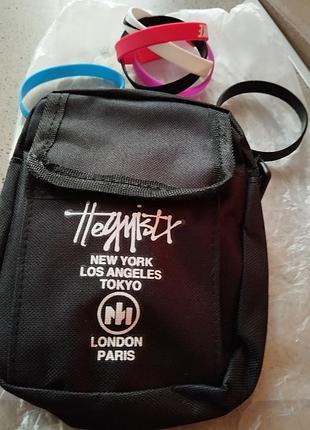 Hegmistx
NEW YORK
LOS ANGELES
TOKYO
LONDON
PARIS